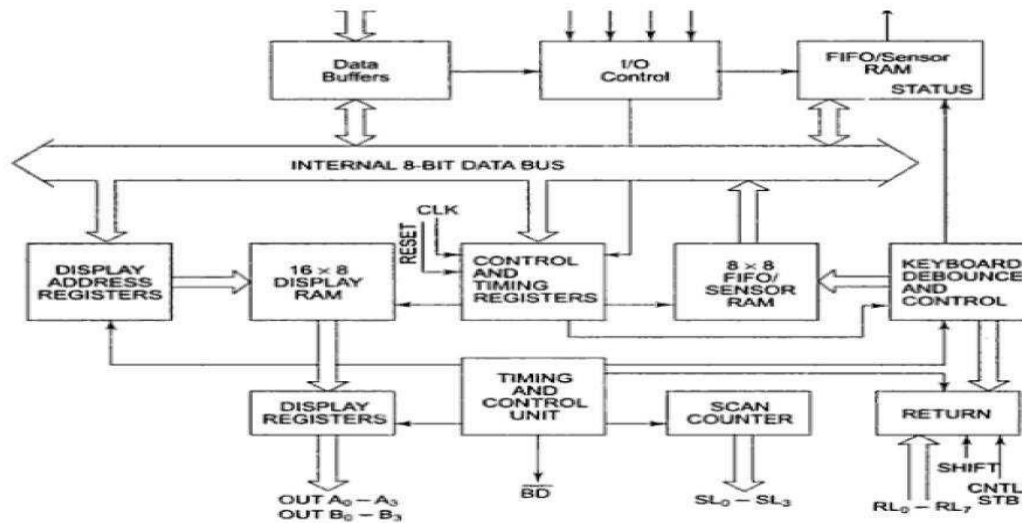 Data
Buffers
I/O
Control
FIFO/Sensor
RAM
STATUS
INTERNAL 8-BIT DATA BUS
CLK
RESET
DISPLAY
ADDRESS
REGISTERS
16 × 8
DISPLAY
RAM
CONTROL
AND
TIMING
REGISTERS
8 × 8
FIFO/
SENSOR
RAM
KEYBOARD
DEBOUNCE
AND
CONTROL
DISPLAY
REGISTERS
TIMING
AND
CONTROL
UNIT
SCAN
COUNTER
RETURN
OUT A₀ – A₃
OUT B₀ – B₃
BD
SL₀ – SL₃
SHIFT
CNTL
STB
RL₀ – RL₇